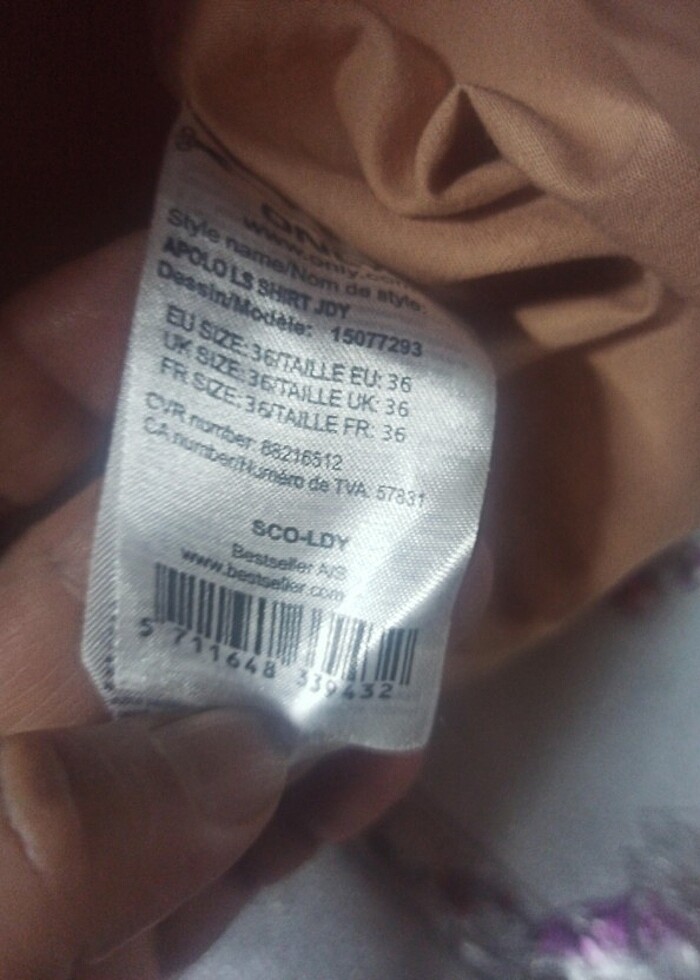 ONLY
www.only.com
Style name/Nom de style:
APOLO LS SHIRT JDY
Dessin/Modèle: 15077293
EU SIZE: 36/TAILLE EU: 36
UK SIZE: 36/TAILLE UK: 36
FR SIZE: 36/TAILLE FR: 36
CVR number: 88216512
CA number/Numéro de TVA: 57831
SCO-LDY
Bestseller A/S
www.bestseller.com
5 711648 339432